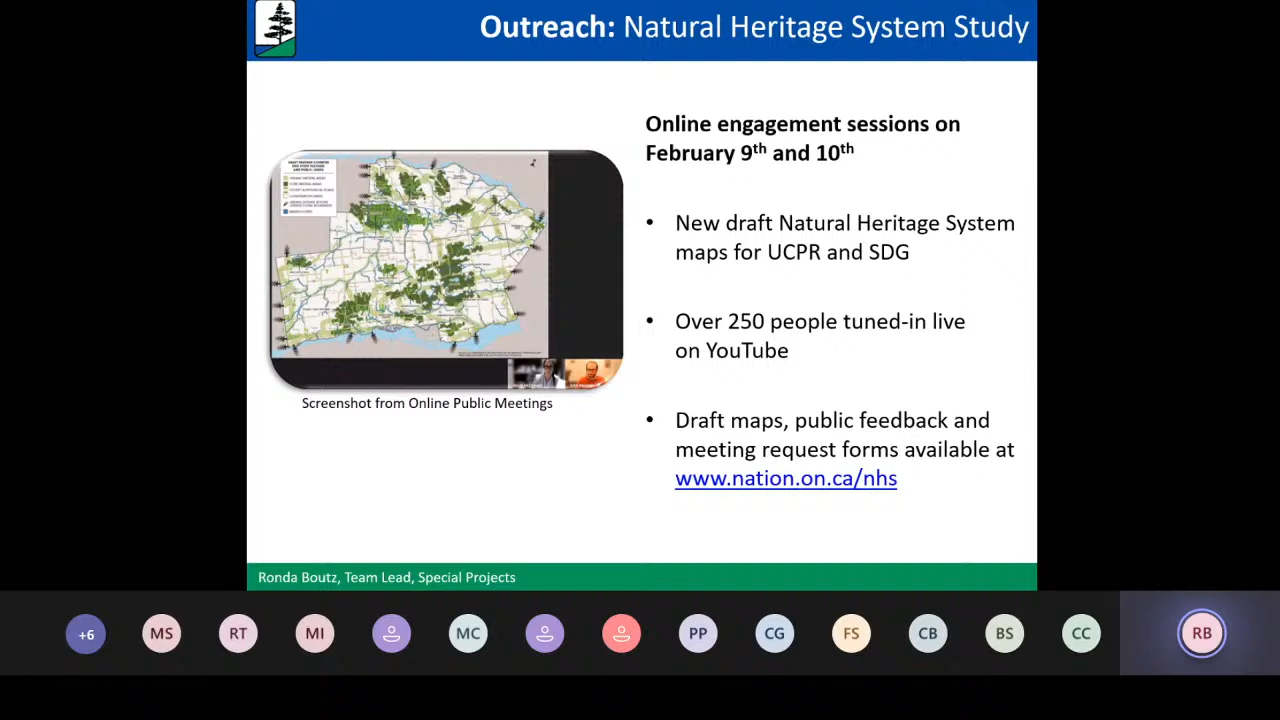 Outreach: Natural Heritage System Study
Online engagement sessions on
February 9th and 10th
• New draft Natural Heritage System
maps for UCPR and SDG
• Over 250 people tuned-in live
on YouTube
• Draft maps, public feedback and
meeting request forms available at
www.nation.on.ca/nhs
Screenshot from Online Public Meetings
Ronda Boutz, Team Lead, Special Projects
+6
MS
RT
MI
MC
PP
CG
FS
CB
BS
CC
RB